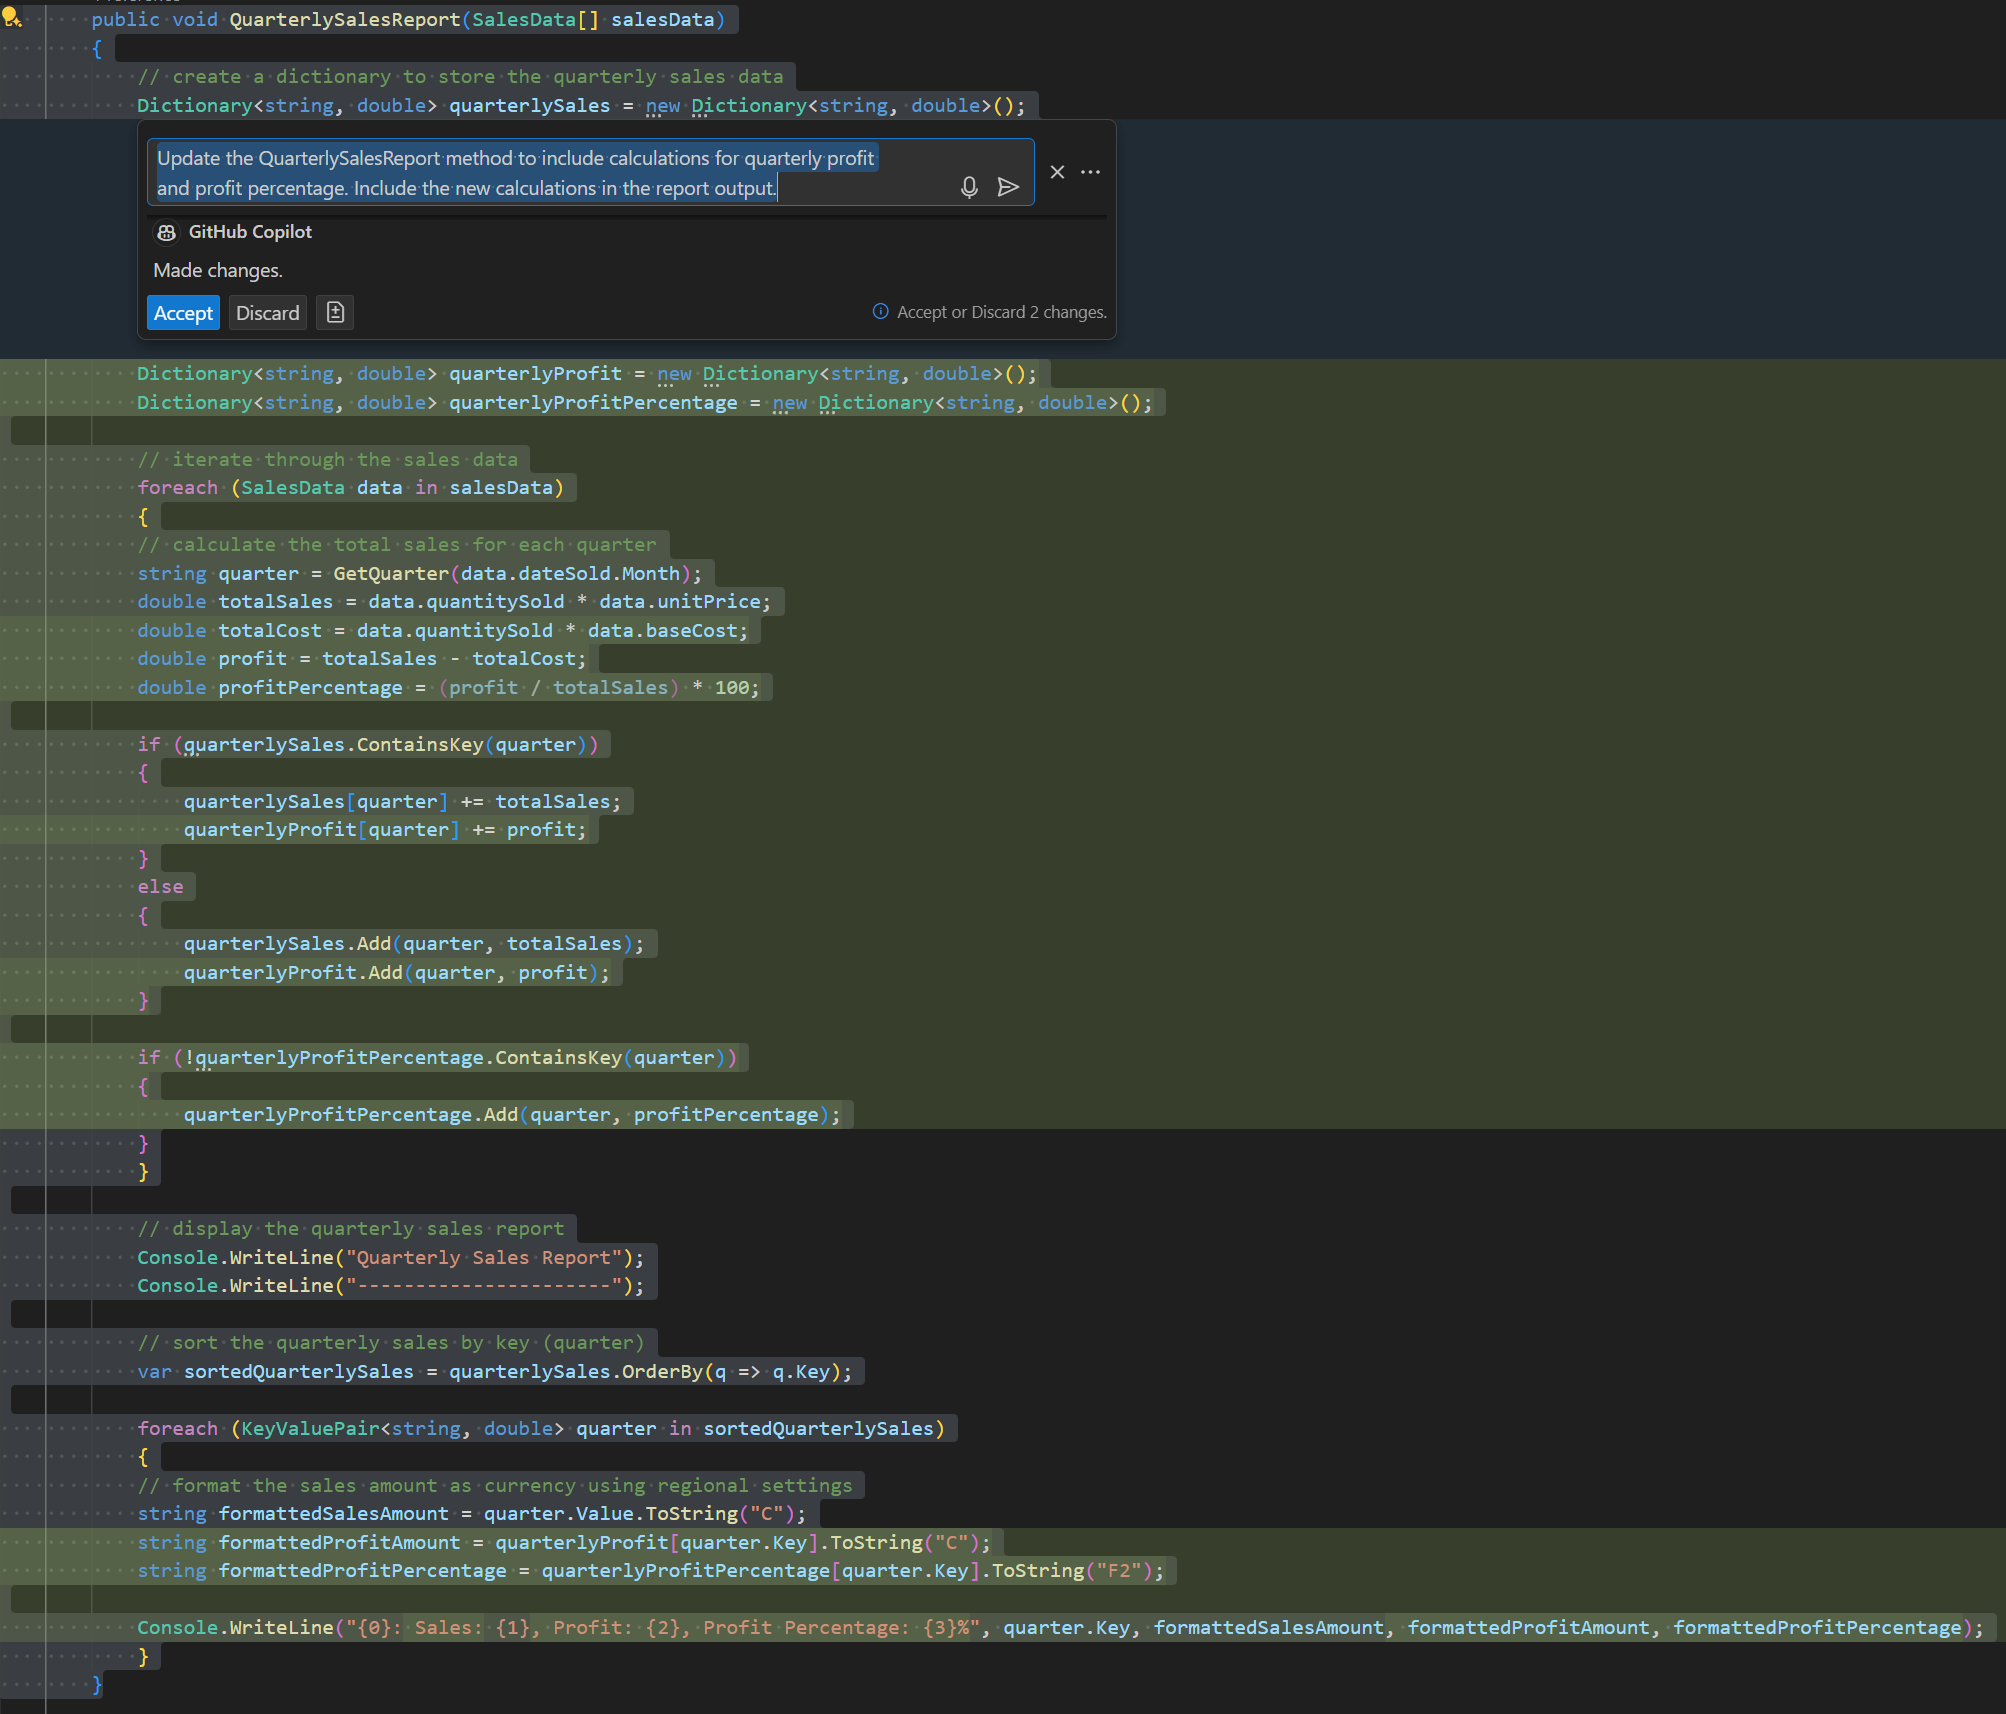 public void QuarterlySalesReport(SalesData[] salesData)
{
// create a dictionary to store the quarterly sales data
Dictionary<string, double> quarterlySales = new Dictionary<string, double>();
Update the QuarterlySalesReport method to include calculations for quarterly profit
and profit percentage. Include the new calculations in the report output.
GitHub Copilot
Made changes.
Accept Discard Accept or Discard 2 changes.
Dictionary<string, double> quarterlyProfit = new Dictionary<string, double>();
Dictionary<string, double> quarterlyProfitPercentage = new Dictionary<string, double>();
// iterate through the sales data
foreach (SalesData data in salesData)
{
// calculate the total sales for each quarter
string quarter = GetQuarter(data.dateSold.Month);
double totalSales = data.quantitySold * data.unitPrice;
double totalCost = data.quantitySold * data.baseCost;
double profit = totalSales - totalCost;
double profitPercentage = (profit / totalSales) * 100;
if (quarterlySales.ContainsKey(quarter))
{
quarterlySales[quarter] += totalSales;
quarterlyProfit[quarter] += profit;
}
else
{
quarterlySales.Add(quarter, totalSales);
quarterlyProfit.Add(quarter, profit);
}
if (!quarterlyProfitPercentage.ContainsKey(quarter))
{
quarterlyProfitPercentage.Add(quarter, profitPercentage);
}
}
// display the quarterly sales report
Console.WriteLine("Quarterly Sales Report");
Console.WriteLine("----------------------");
// sort the quarterly sales by key (quarter)
var sortedQuarterlySales = quarterlySales.OrderBy(q => q.Key);
foreach (KeyValuePair<string, double> quarter in sortedQuarterlySales)
{
// format the sales amount as currency using regional settings
string formattedSalesAmount = quarter.Value.ToString("C");
string formattedProfitAmount = quarterlyProfit[quarter.Key].ToString("C");
string formattedProfitPercentage = quarterlyProfitPercentage[quarter.Key].ToString("F2");
Console.WriteLine("{0}: Sales: {1}, Profit: {2}, Profit Percentage: {3}%", quarter.Key, formattedSalesAmount, formattedProfitAmount, formattedProfitPercentage);
}
}